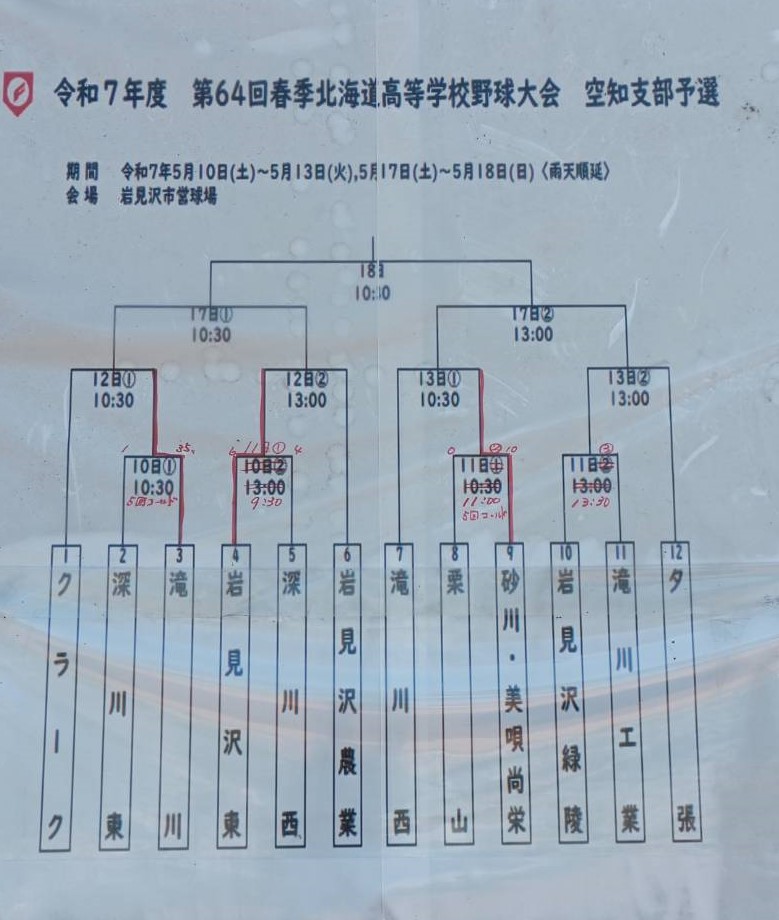 令和7年度 第64回春季北海道高等学校野球大会 空知支部予選
期間 令和7年5月10日(土)~5月13日(火),5月17日(土)~5月18日(日)〈雨天順延〉
会場 岩見沢市営球場
18日
10:30
17日①
10:30
17日②
13:00
12日①
10:30
12日②
13:00
13日①
10:30
13日②
13:00
1 35
10日①
10:30
5回コールド
6 11日① 4
10日②
13:00
9:30
0 ② 10
11日①
10:30
11:00
5回コールド
③
11日②
13:00
13:30
1
クラーク
2
深川東
3
滝川
4
岩見沢東
5
深川西
6
岩見沢農業
7
滝川西
8
栗山
9
砂川・美唄尚栄
10
岩見沢緑陵
11
滝川工業
12
夕張